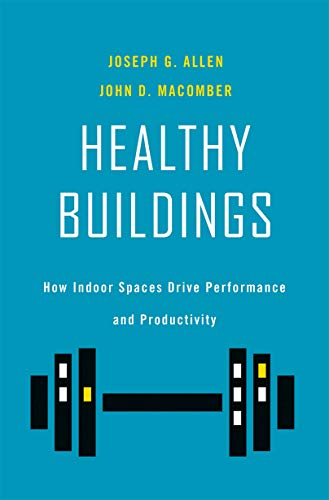 JOSEPH G. ALLEN
JOHN D. MACOMBER
HEALTHY
BUILDINGS
How Indoor Spaces Drive Performance
and Productivity